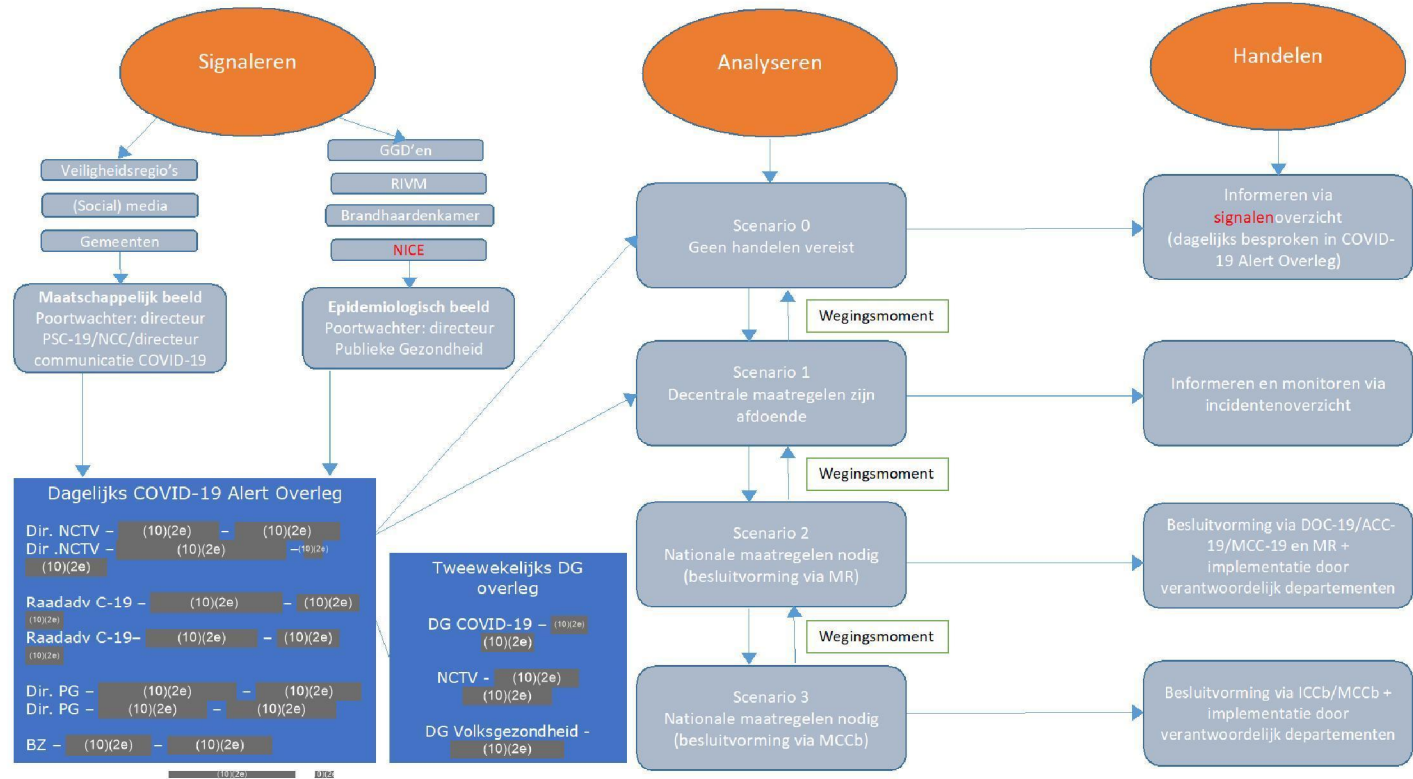 Signaleren
Veiligheidsregio's
(Social) media
Gemeenten
Maatschappelijk beeld
Poortwachter: directeur
PSC-19/NCC/directeur
communicatie COVID-19
GGD'en
RIVM
Brandhaardenkamer
NICE
Epidemiologisch beeld
Poortwachter: directeur
Publieke Gezondheid
Dagelijks COVID-19 Alert Overleg
Dir. NCTV – (10)(2e) – (10)(2e)
Dir .NCTV – (10)(2e) –(10)(2e)
(10)(2e)
Raadadv C-19 – (10)(2e) – (10)(2e)
(10)(2e)
Raadadv C-19– (10)(2e) – (10)(2e)
(10)(2e)
Dir. PG – (10)(2e) – (10)(2e)
Dir. PG – (10)(2e) – (10)(2e)
BZ – (10)(2e) – (10)(2e)
(10)(2e)
Tweewekelijks DG
overleg
DG COVID-19 – (10)(2e)
(10)(2e)
NCTV - (10)(2e)
(10)(2e)
DG Volksgezondheid -
(10)(2e)
Analyseren
Scenario 0
Geen handelen vereist
Wegingsmoment
Scenario 1
Decentrale maatregelen zijn
afdoende
Wegingsmoment
Scenario 2
Nationale maatregelen nodig
(besluitvorming via MR)
Wegingsmoment
Scenario 3
Nationale maatregelen nodig
(besluitvorming via MCCb)
Handelen
Informeren via
signalenoverzicht
(dagelijks besproken in COVID-
19 Alert Overleg)
Informeren en monitoren via
incidentenoverzicht
Besluitvorming via DOC-19/ACC-
19/MCC-19 en MR +
implementatie door
verantwoordelijk departementen
Besluitvorming via ICCb/MCCb +
implementatie door
verantwoordelijk departementen